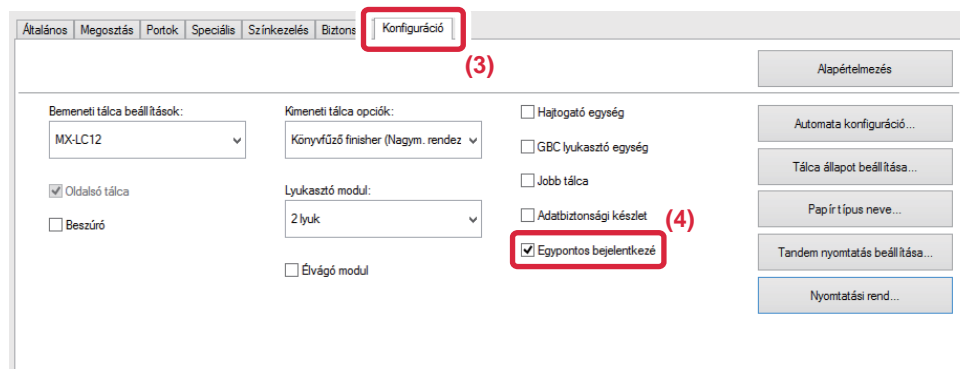 Általános Megosztás Portok Speciális Színkezelés Biztons Konfiguráció
(3)
Alapértelmezés
Bemeneti tálca beállítások:
MX-LC12
Oldalsó tálca
Beszúró
Kimeneti tálca opciók:
Könyvfűző finisher (Nagym. rendez
Lyukasztó modul:
2 lyuk
Élvágó modul
Hajtogató egység
GBC lyukasztó egység
Jobb tálca
Adatbiztonsági készlet
(4)
Egypontos bejelentkezé
Automata konfiguráció...
Tálca állapot beállítása...
Papírtípus neve...
Tandem nyomtatás beállítása...
Nyomtatási rend...